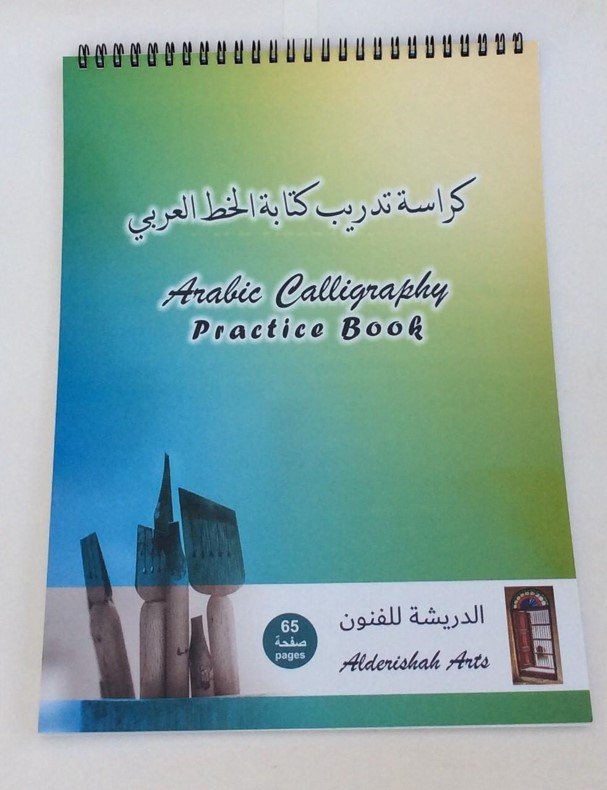 كراسة تدريب كتابة الخط العربي
Arabic Calligraphy
Practice Book
65
صفحة
pages
الدريشة للفنون
Alderishah Arts